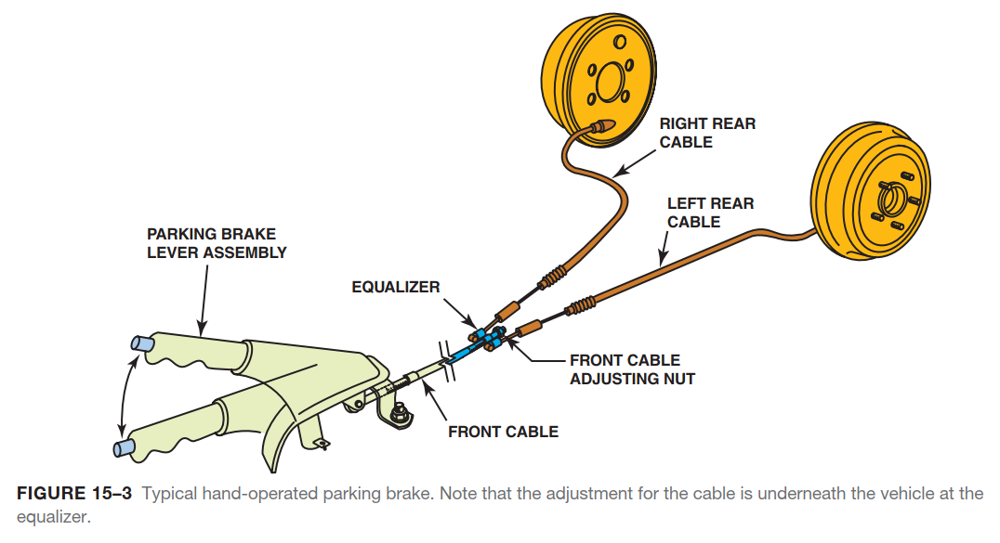 RIGHT REAR
CABLE
LEFT REAR
CABLE
PARKING BRAKE
LEVER ASSEMBLY
EQUALIZER
FRONT CABLE
ADJUSTING NUT
FRONT CABLE
FIGURE 15–3 Typical hand-operated parking brake. Note that the adjustment for the cable is underneath the vehicle at the
equalizer.